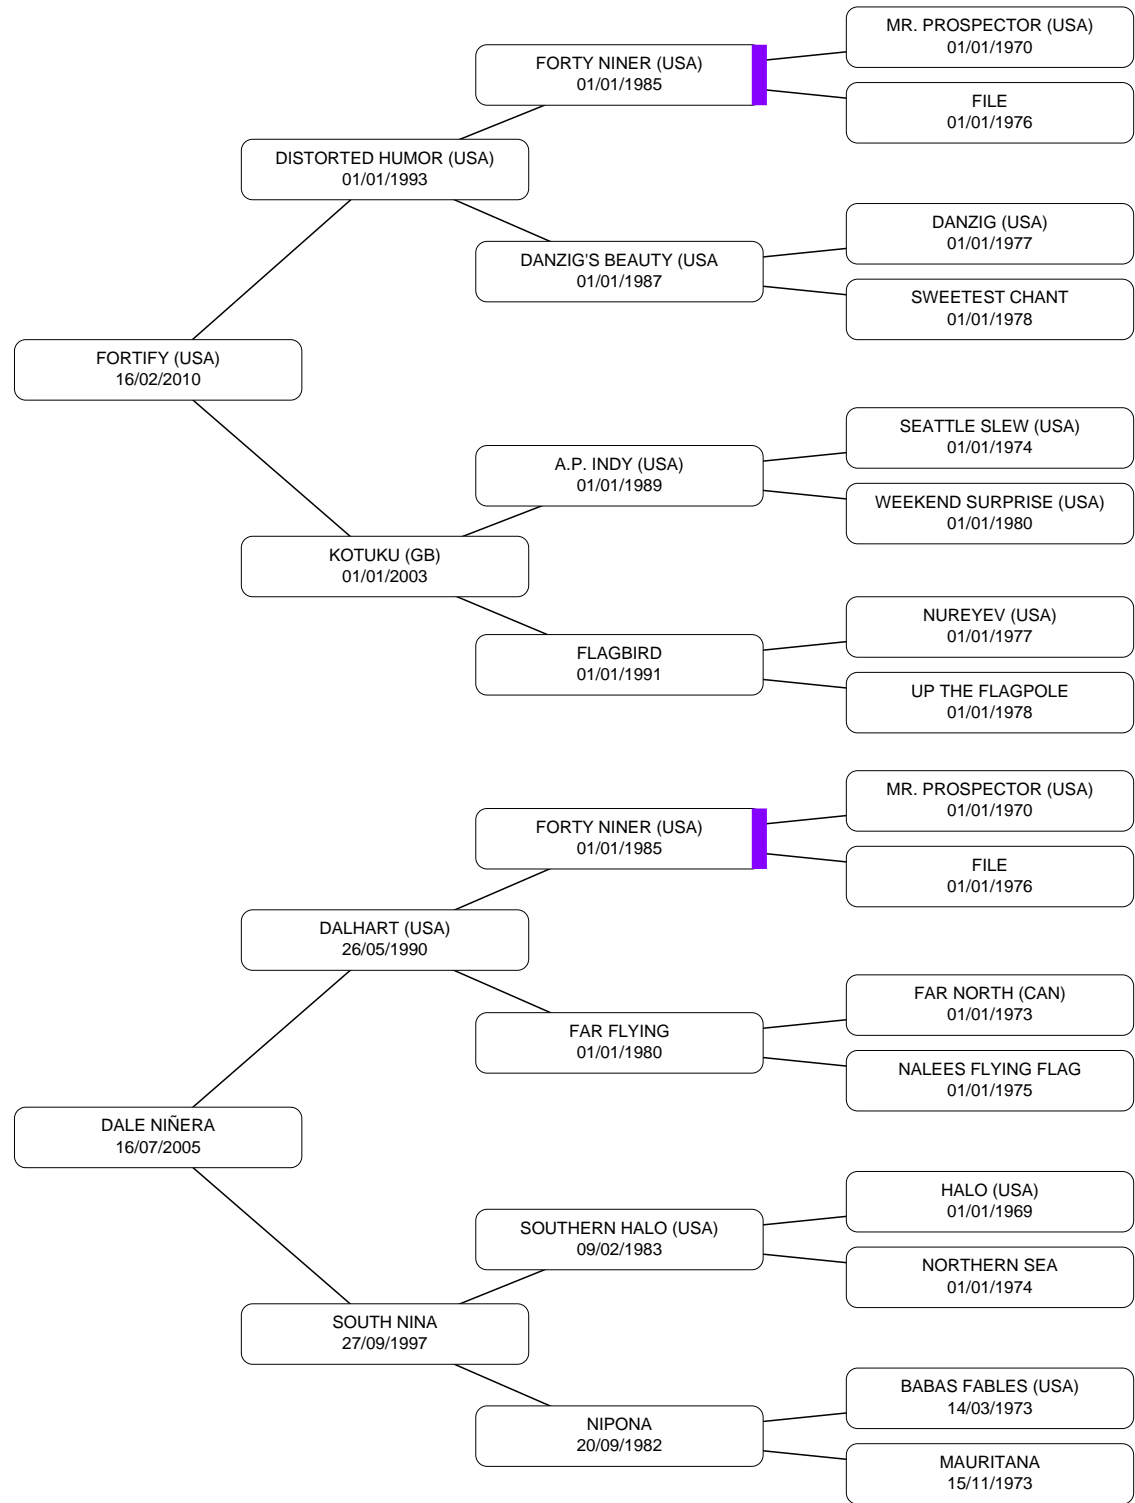 MR. PROSPECTOR (USA)
01/01/1970
FORTY NINER (USA)
01/01/1985
FILE
01/01/1976
DISTORTED HUMOR (USA)
01/01/1993
DANZIG (USA)
01/01/1977
DANZIG'S BEAUTY (USA
01/01/1987
SWEETEST CHANT
01/01/1978
FORTIFY (USA)
16/02/2010
SEATTLE SLEW (USA)
01/01/1974
A.P. INDY (USA)
01/01/1989
WEEKEND SURPRISE (USA)
01/01/1980
KOTUKU (GB)
01/01/2003
NUREYEV (USA)
01/01/1977
FLAGBIRD
01/01/1991
UP THE FLAGPOLE
01/01/1978
MR. PROSPECTOR (USA)
01/01/1970
FORTY NINER (USA)
01/01/1985
FILE
01/01/1976
DALHART (USA)
26/05/1990
FAR NORTH (CAN)
01/01/1973
FAR FLYING
01/01/1980
NALEES FLYING FLAG
01/01/1975
DALE NIÑERA
16/07/2005
HALO (USA)
01/01/1969
SOUTHERN HALO (USA)
09/02/1983
NORTHERN SEA
01/01/1974
SOUTH NINA
27/09/1997
BABAS FABLES (USA)
14/03/1973
NIPONA
20/09/1982
MAURITANA
15/11/1973